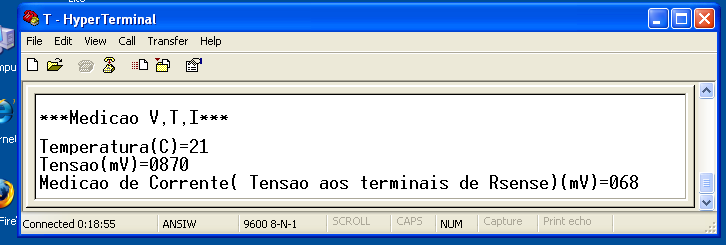 T - HyperTerminal
File Edit View Call Transfer Help
***Medicao V,T,I***
Temperatura(C)=21
Tensao(mV)=0870
Medicao de Corrente( Tensao aos terminais de Rsense)(mV)=068
Connected 0:18:55 ANSIW 9600 8-N-1 SCROLL CAPS NUM Capture Print echo